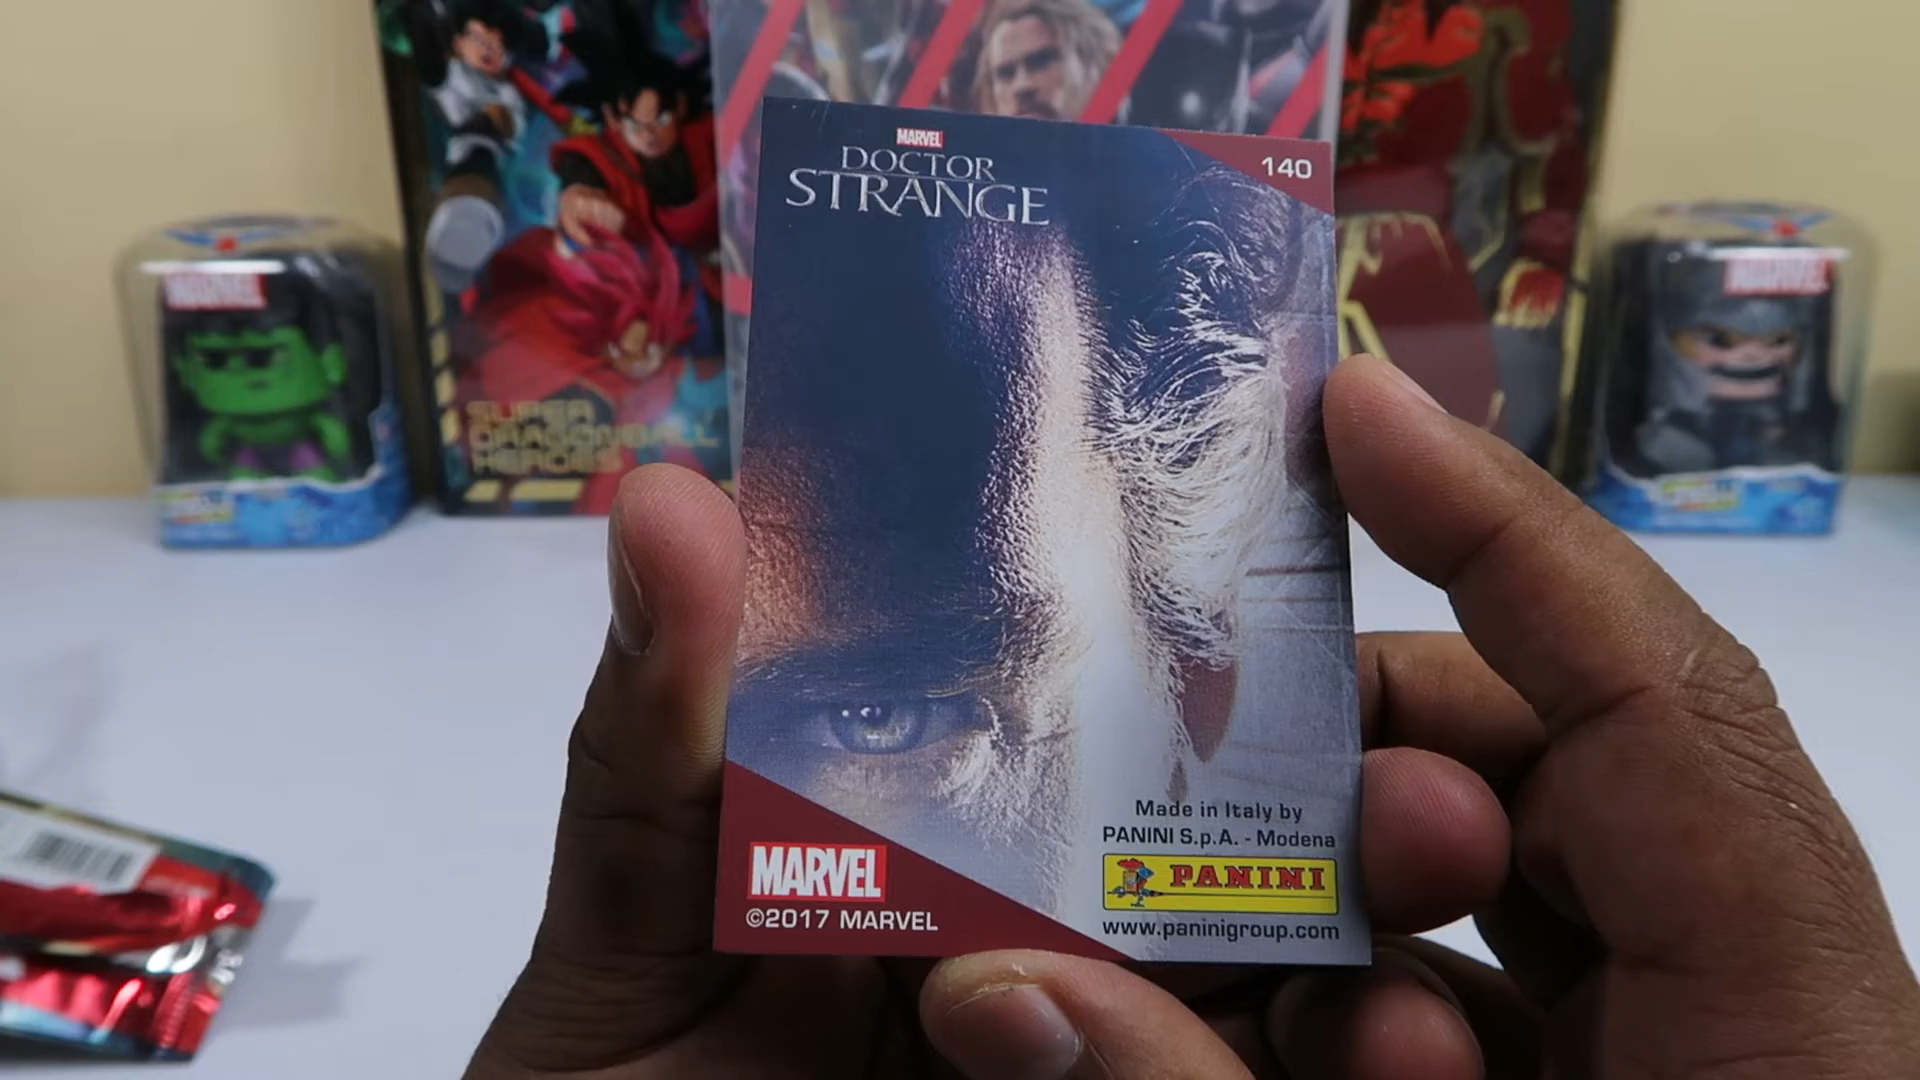 MARVEL
DOCTOR
STRANGE
140
MARVEL
MARVEL
SUPER
DRAGONBALL
HEROES
Made in Italy by
PANINI S.p.A. - Modena
MARVEL
PANINI
©2017 MARVEL
www.paninigroup.com